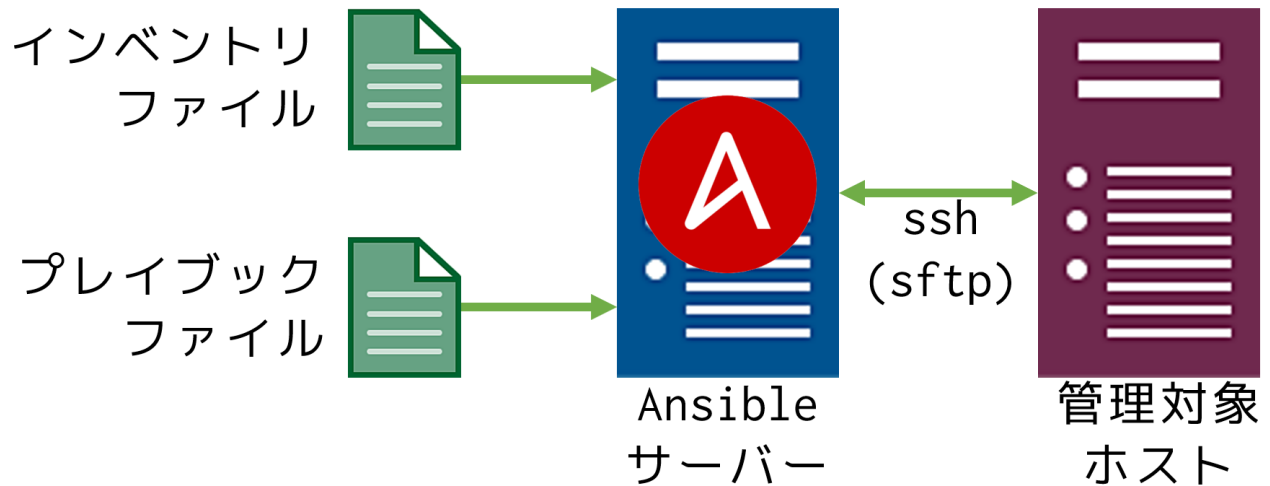 インベントリ
ファイル
プレイブック
ファイル
Ansible
サーバー
ssh
(sftp)
管理対象
ホスト